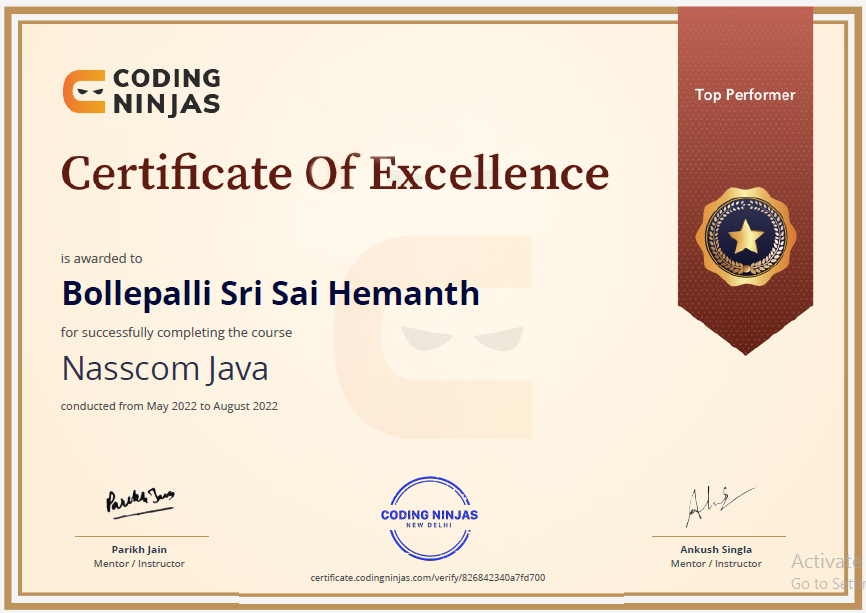 CODING
NINJAS
Top Performer
Certificate Of Excellence
is awarded to
Bollepalli Sri Sai Hemanth
for successfully completing the course
Nasscom Java
conducted from May 2022 to August 2022
Parikh Jain
CODING NINJAS
NEW DELHI
Parikh Jain
Mentor / Instructor
Ankush Singla
Mentor / Instructor
certificate.codingninjas.com/verify/826842340a7fd700
Activate
Go to